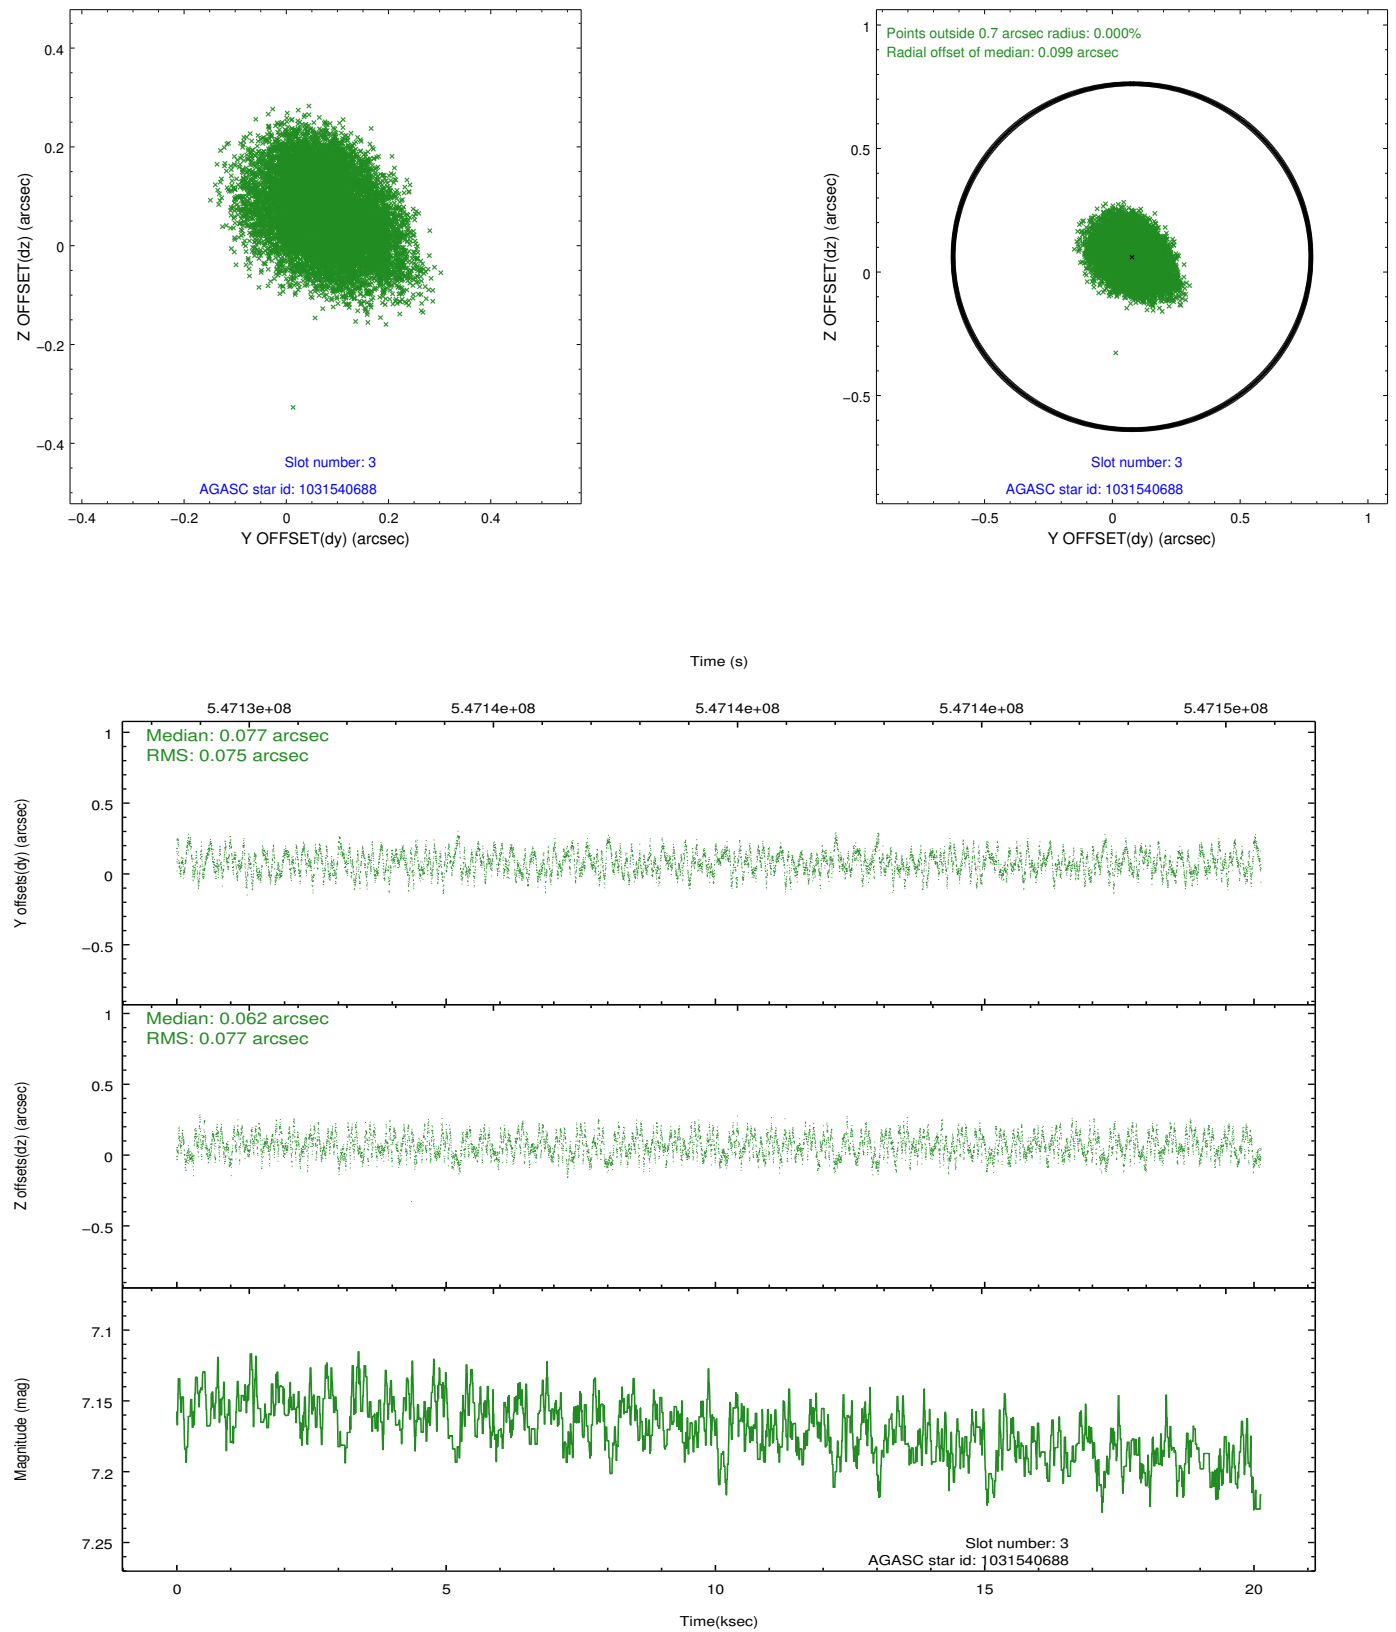 0.4
0.2
0
−0.2
−0.4
Z OFFSET(dz) (arcsec)
Slot number: 3
AGASC star id: 1031540688
−0.4
−0.2
0
0.2
0.4
Y OFFSET(dy) (arcsec)
Points outside 0.7 arcsec radius: 0.000%
Radial offset of median: 0.099 arcsec
1
0.5
0
−0.5
Z OFFSET(dz) (arcsec)
Slot number: 3
AGASC star id: 1031540688
−0.5
0
0.5
1
Y OFFSET(dy) (arcsec)
Time (s)
5.4713e+08
5.4714e+08
5.4714e+08
5.4714e+08
5.4715e+08
Median: 0.077 arcsec
RMS: 0.075 arcsec
1
0.5
0
−0.5
Y offsets(dy) (arcsec)
Median: 0.062 arcsec
RMS: 0.077 arcsec
1
0.5
0
−0.5
Z offsets(dz) (arcsec)
7.1
7.15
7.2
7.25
Magnitude (mag)
Slot number: 3
AGASC star id: 1031540688
0
5
10
15
20
Time(ksec)